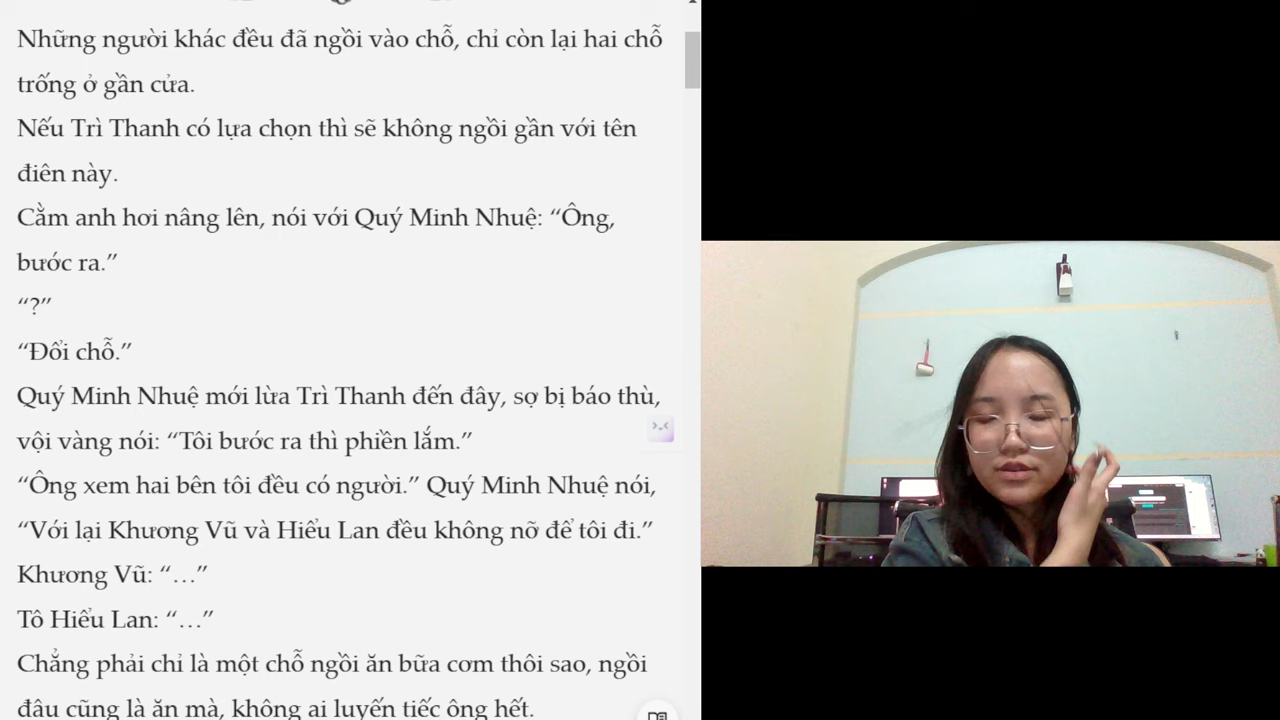 Những người khác đều đã ngồi vào chỗ, chỉ còn lại hai chỗ
trống ở gần cửa.
Nếu Trì Thanh có lựa chọn thì sẽ không ngồi gần với tên
điên này.
Cằm anh hơi nâng lên, nói với Quý Minh Nhuệ: “Ông,
bước ra.”
“?”
“Đổi chỗ.”
Quý Minh Nhuệ mới lừa Trì Thanh đến đây, sợ bị báo thù,
vội vàng nói: “Tôi bước ra thì phiền lắm.”
“Ông xem hai bên tôi đều có người.” Quý Minh Nhuệ nói,
“Với lại Khương Vũ và Hiểu Lan đều không nỡ để tôi đi.”
Khương Vũ: “…”
Tô Hiểu Lan: “…”
Chẳng phải chỉ là một chỗ ngồi ăn bữa cơm thôi sao, ngồi
đâu cũng là ăn mà, không ai luyến tiếc ông hết.